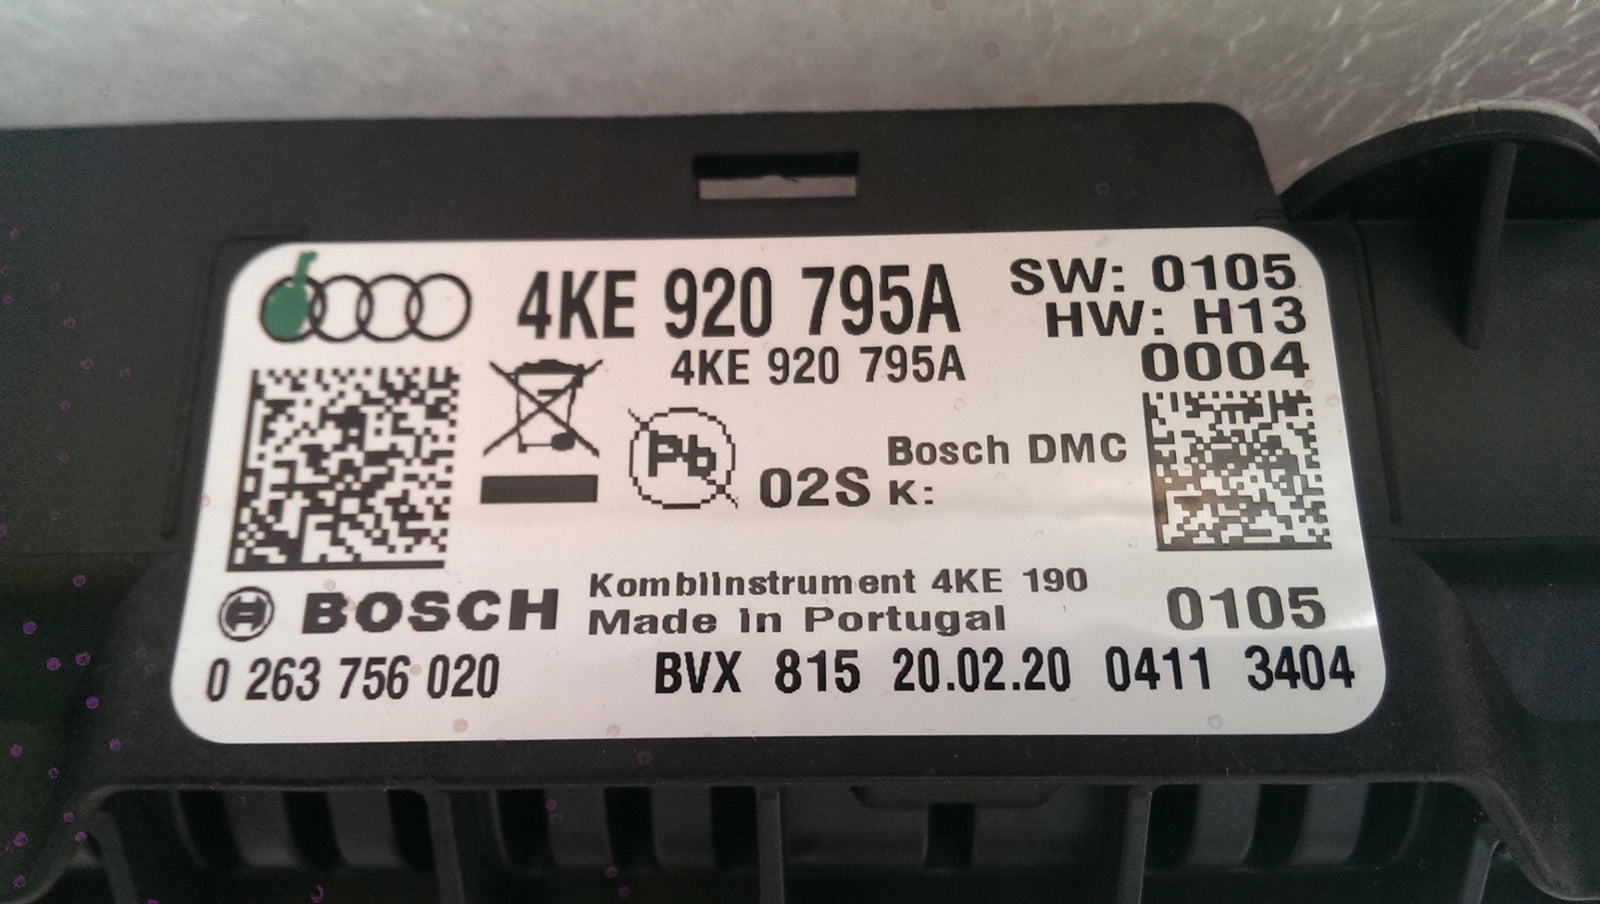 4KE 920 795A
SW: 0105
HW: H13
4KE 920 795A
0004
Pb
02S
Bosch DMC
K:
BOSCH
Kombiinstrument 4KE 190
Made in Portugal
0105
0 263 756 020
BVX 815 20.02.20 0411 3404